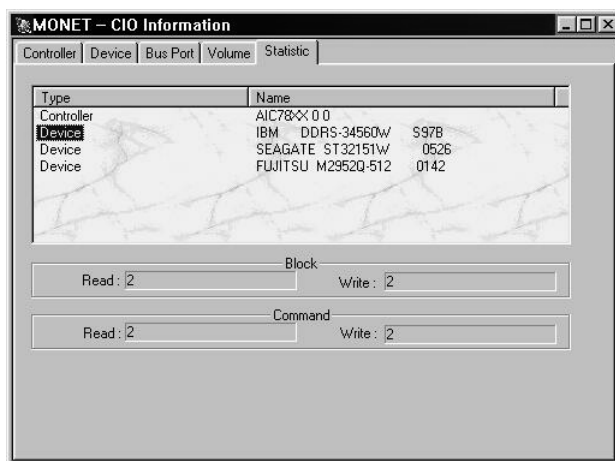 MONET – CIO Information
Controller Device Bus Port Volume Statistic
Type Name
Controller AIC78XX 0 0
Device IBM DDRS-34560W S97B
Device SEAGATE ST32151W 0526
Device FUJITSU M2952Q-512 0142
Block
Read : 2 Write : 2
Command
Read : 2 Write : 2